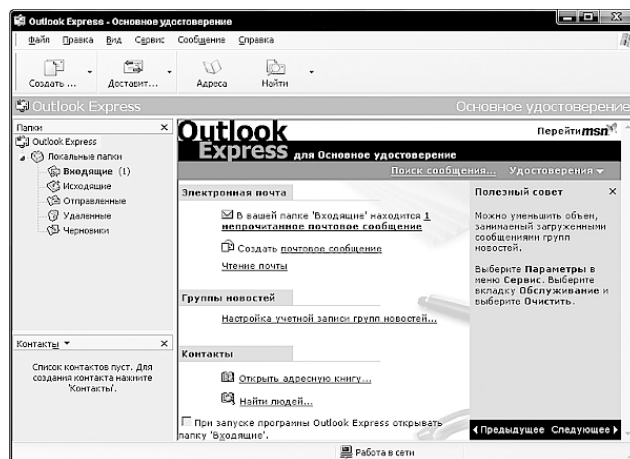 Outlook Express - Основное удостоверение
Файл Правка Вид Сервис Сообщение Справка
Создать ... Доставит... Адреса Найти
Outlook Express Основное удостоверение
Папки
Outlook Express
Локальные папки
Входящие (1)
Исходящие
Отправленные
Удаленные
Черновики
Контакты
Список контактов пуст. Для
создания контакта нажмите
'Контакты'.
Outlook
Express для Основное удостоверение
Перейти msn
Поиск сообщения... Удостоверения
Электронная почта
В вашей папке 'Входящие' находится 1
непрочитанное почтовое сообщение
Создать почтовое сообщение
Чтение почты
Группы новостей
Настройка учетной записи групп новостей...
Контакты
Открыть адресную книгу...
Найти людей...
При запуске програмы Outlook Express открывать
папку 'Входящие'.
Полезный совет
Можно уменьшить объем,
занимаемый загруженными
сообщениями групп
новостей.
Выберите Параметры в
меню Сервис. Выберите
вкладку Обслуживание и
выберите Очистить.
Предыдущее Следующее
Работа в сети